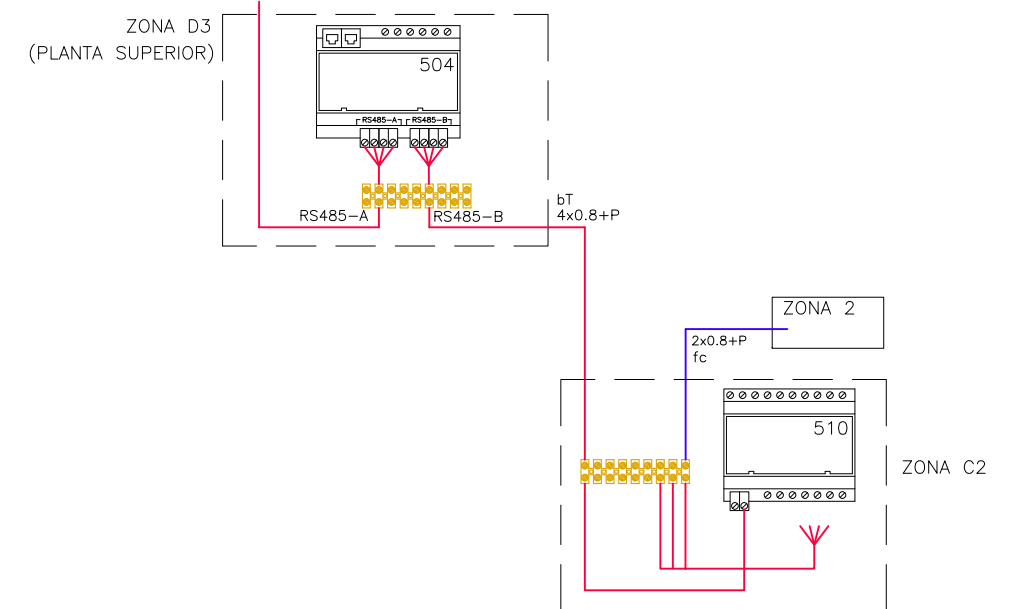 ZONA D3
(PLANTA SUPERIOR)
504
RS485-A
RS485-B
RS485-A
RS485-B
bT
4x0.8+P
ZONA 2
2x0.8+P
fc
510
ZONA C2